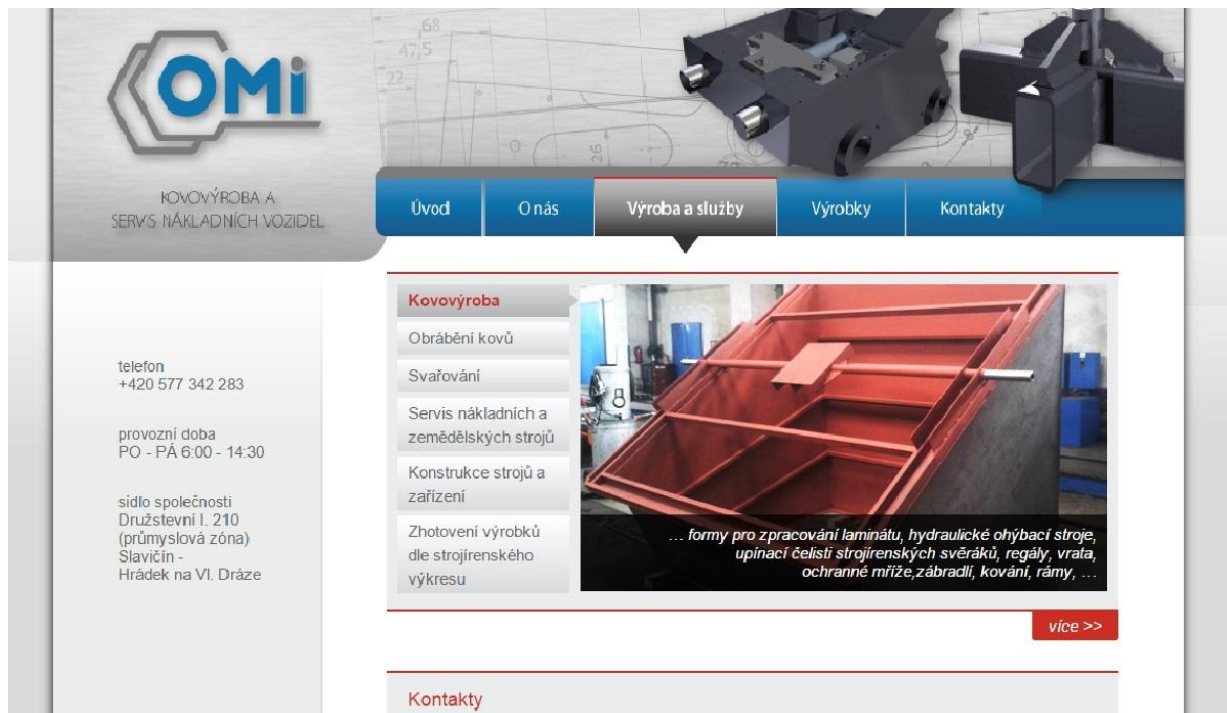 68
47,5
22
26
OMi
KOVOVÝROBA A
SERVIS NÁKLADNÍCH VOZIDEL
Úvod
O nás
Výroba a služby
Výrobky
Kontakty
telefon
+420 577 342 283
provozní doba
PO - PÁ 6:00 - 14:30
sídlo společnosti
Družstevní I. 210
(průmyslová zóna)
Slavičín -
Hrádek na Vl. Dráze
Kovovýroba
Obrábění kovů
Svařování
Servis nákladních a
zemědělských strojů
Konstrukce strojů a
zařízení
Zhotovení výrobků
dle strojírenského
výkresu
... formy pro zpracování laminátu, hydraulické ohýbací stroje,
upínací čelisti strojírenských svěráků, regály, vrata,
ochranné mříže,zábradlí, kování, rámy, ...
více >>
Kontakty